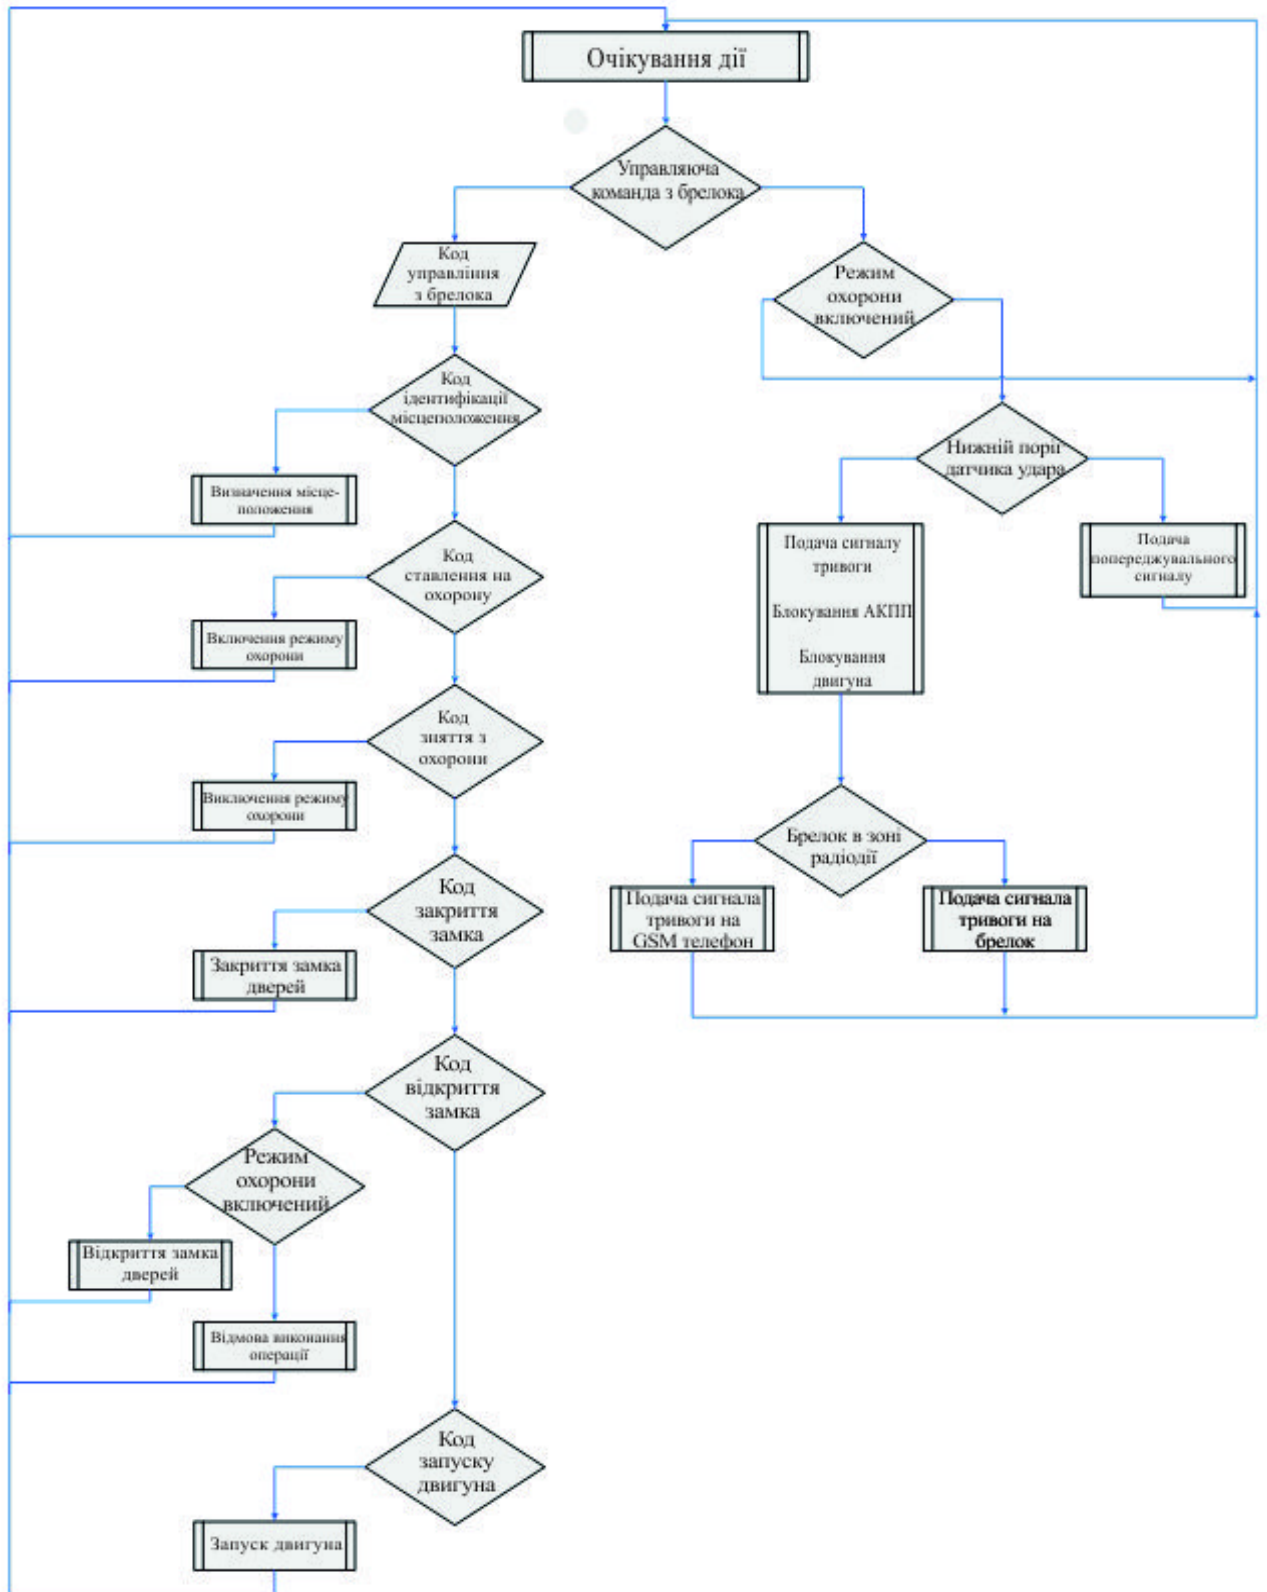 Очікування дії
Управляюча
команда з брелока
Код
управління
з брелока
Режим
охорони
включений
Код
ідентифікації
місцеположення
Нижній порії
датчика удара
Визначення місце-
положення
Подача сигналу
тривоги
Блокування АКПП
Блокування
двигуна
Подача
попереджувального
сигналу
Код
ставлення на
охорону
Включення режиму
охорони
Код
зняття з
охорони
Виключення режиму
охорони
Брелок в зоні
радіодії
Код
закриття
замка
Подача сигнала
тривоги на
GSM телефон
Подача сигнала
тривоги на
брелок
Закриття замка
дверей
Код
відкриття
замка
Режим
охорони
включений
Відкриття замка
дверей
Відмова виконання
операції
Код
запуску
двигуна
Запуск двигуна